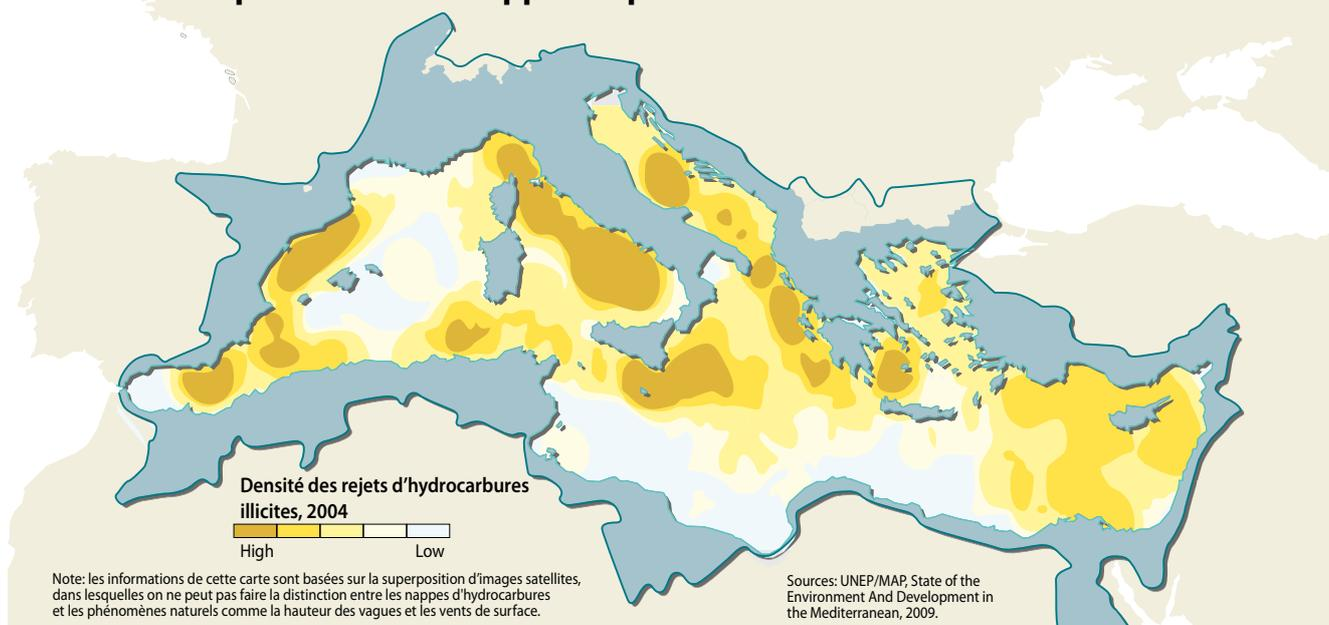 Densité des rejets d'hydrocarbures
illicites, 2004
High Low
Note: les informations de cette carte sont basées sur la superposition d'images satellites,
dans lesquelles on ne peut pas faire la distinction entre les nappes d'hydrocarbures
et les phénomènes naturels comme la hauteur des vagues et les vents de surface.
Sources: UNEP/MAP, State of the
Environment And Development in
the Mediterranean, 2009.